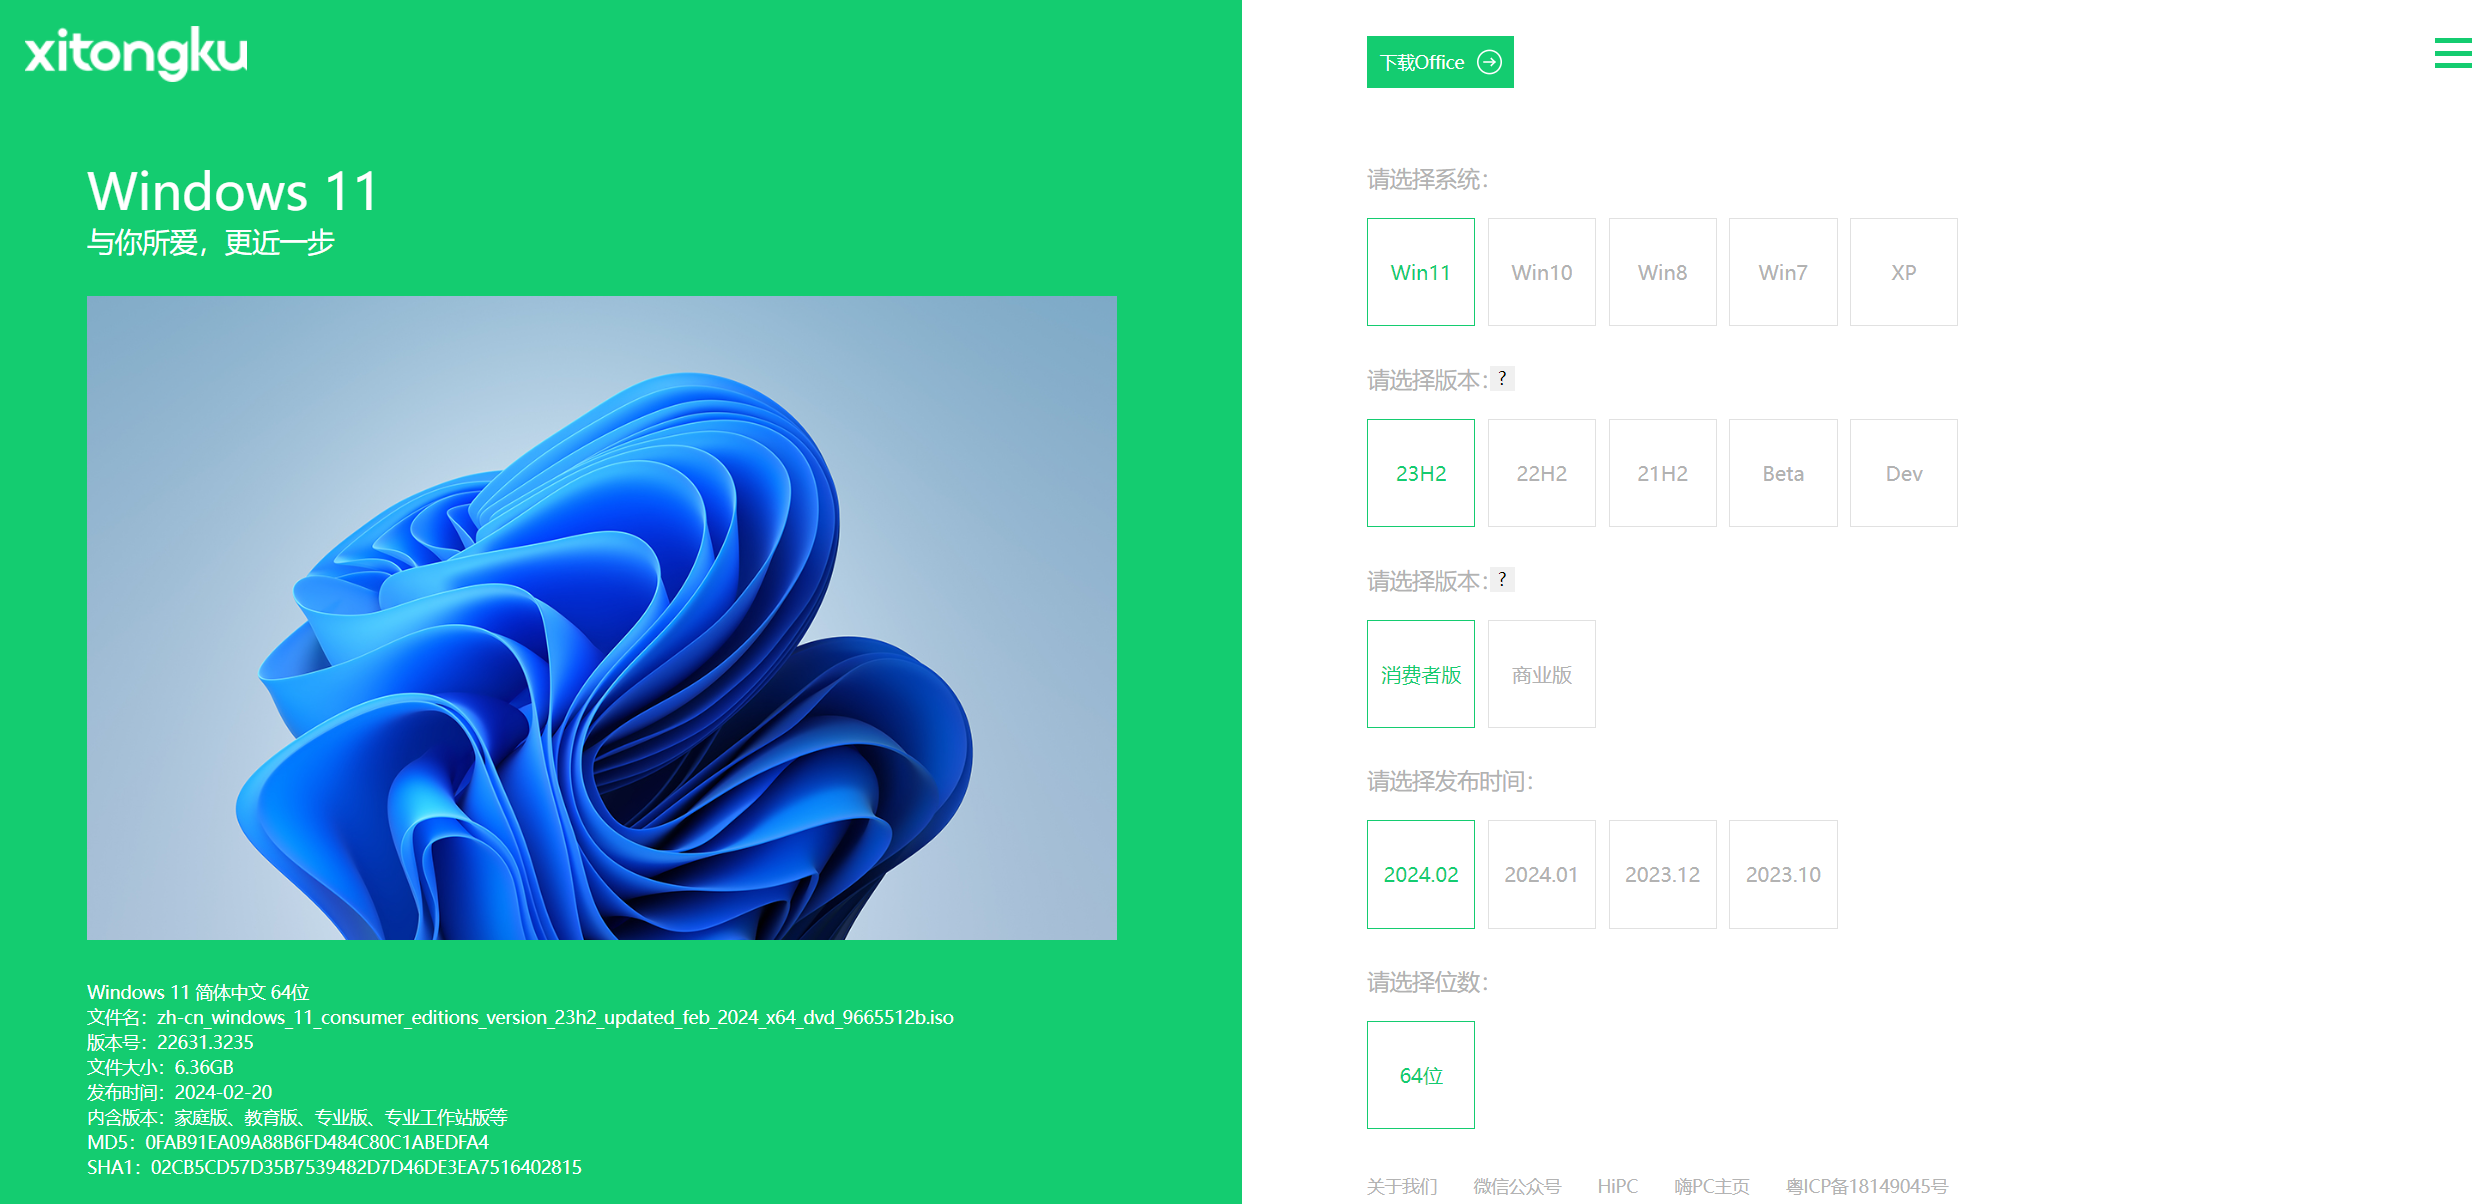 xitongku
Windows 11
与你所爱，更近一步
Windows 11 简体中文 64位
文件名：zh-cn_windows_11_consumer_editions_version_23h2_updated_feb_2024_x64_dvd_9665512b.iso
版本号：22631.3235
文件大小：6.36GB
发布时间：2024-02-20
内含版本：家庭版、教育版、专业版、专业工作站版等
MD5：0FAB91EA09A88B6FD484C80C1ABEDFA4
SHA1：02CB5CD57D35B7539482D7D46DE3EA7516402815
下载Office
请选择系统：
Win11 Win10 Win8 Win7 XP
请选择版本：?
23H2 22H2 21H2 Beta Dev
请选择版本：?
消费者版 商业版
请选择发布时间：
2024.02 2024.01 2023.12 2023.10
请选择位数：
64位
关于我们 微信公众号 HiPC 嗨PC主页 粤ICP备18149045号